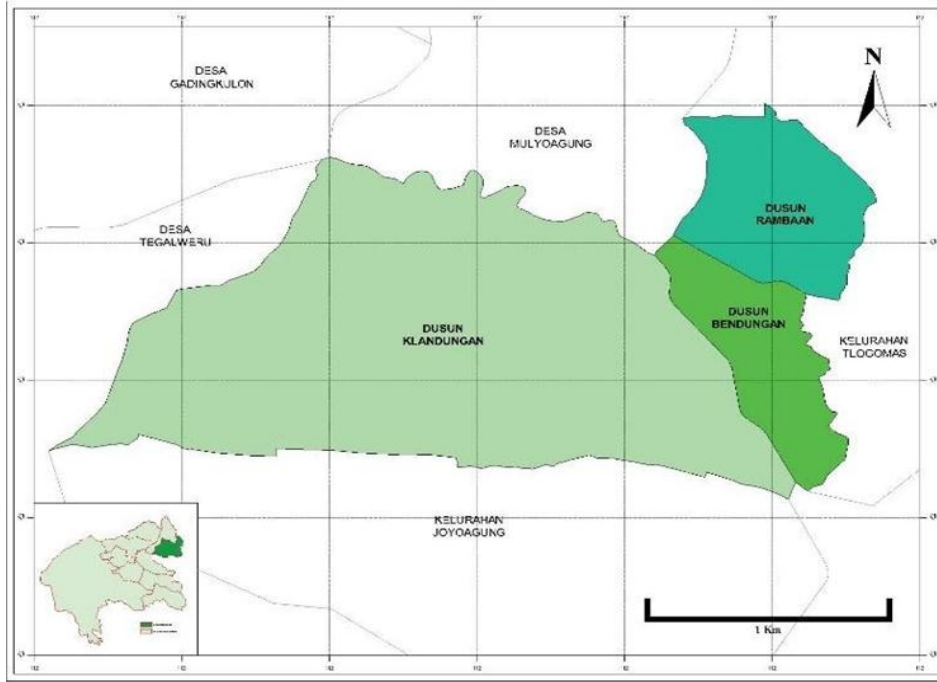 N
DESA
GADINGKULON
DESA
MULYOAGUNG
DUSUN
RAMBAAN
DESA
TEGALWERU
DUSUN
KLANDUNGAN
DUSUN
BENDUNGAN
KELURAHAN
TLOGOMAS
KELURAHAN
JOYOAGUNG
1 Km